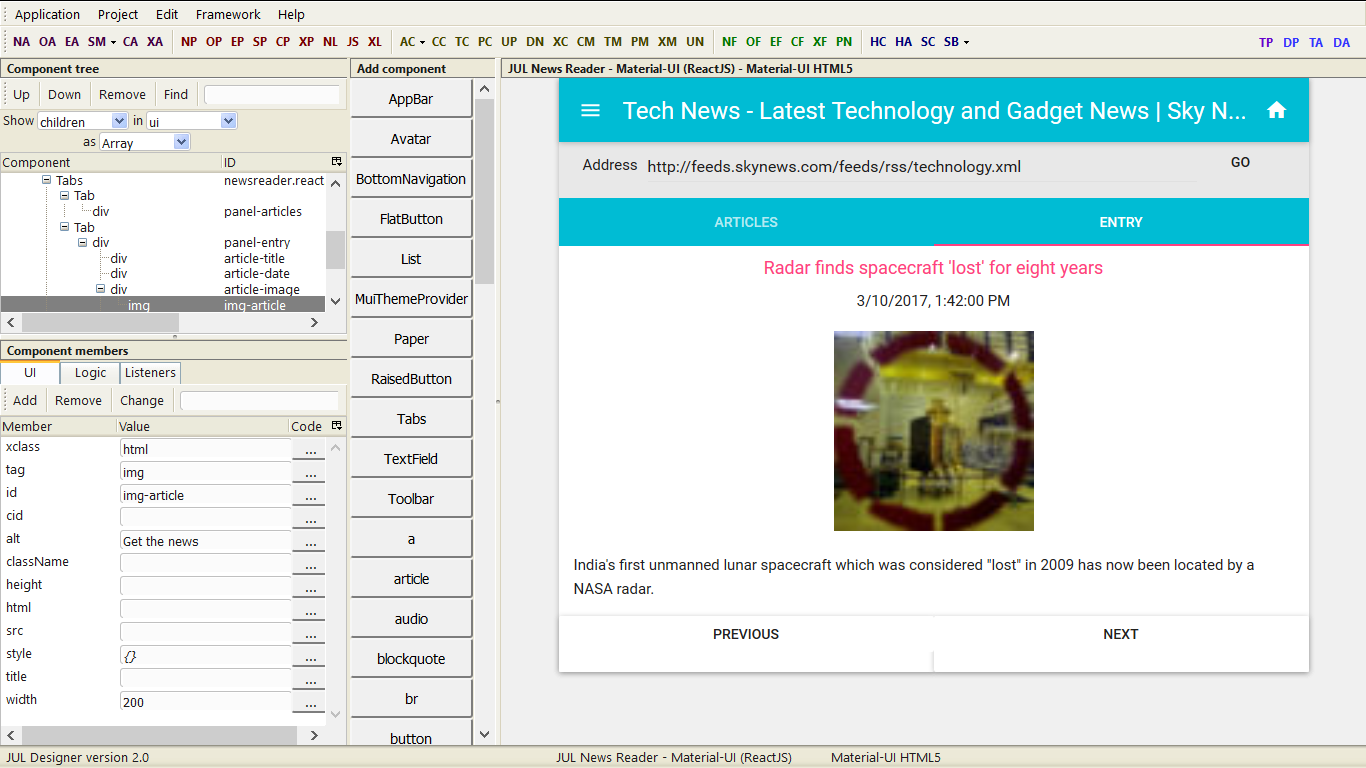 Application Project Edit Framework Help
NA OA EA SM CA XA NP OP EP SP CP XP NL JS XL AC CC TC PC UP DN XC CM TM PM XM UN NF OF EF CF XF PN HC HA SC SB TP DP TA DA
Component tree
Up Down Remove Find
Show children in ui
as Array
Component ID
Tabs newsreader.react
Tab
div panel-articles
Tab
div panel-entry
div article-title
div article-date
div article-image
img img-article
Component members
UI Logic Listeners
Add Remove Change
Member Value Code
xclass html ...
tag img ...
id img-article ...
cid ...
alt Get the news ...
className ...
height ...
html ...
src ...
style {} ...
title ...
width 200 ...
Add component
AppBar
Avatar
BottomNavigation
FlatButton
List
MuiThemeProvider
Paper
RaisedButton
Tabs
TextField
Toolbar
a
article
audio
blockquote
br
button
JUL News Reader - Material-UI (ReactJS) - Material-UI HTML5
Tech News - Latest Technology and Gadget News | Sky N...
Address http://feeds.skynews.com/feeds/rss/technology.xml GO
ARTICLES ENTRY
Radar finds spacecraft 'lost' for eight years
3/10/2017, 1:42:00 PM
India's first unmanned lunar spacecraft which was considered "lost" in 2009 has now been located by a
NASA radar.
PREVIOUS NEXT
JUL Designer version 2.0 JUL News Reader - Material-UI (ReactJS) Material-UI HTML5